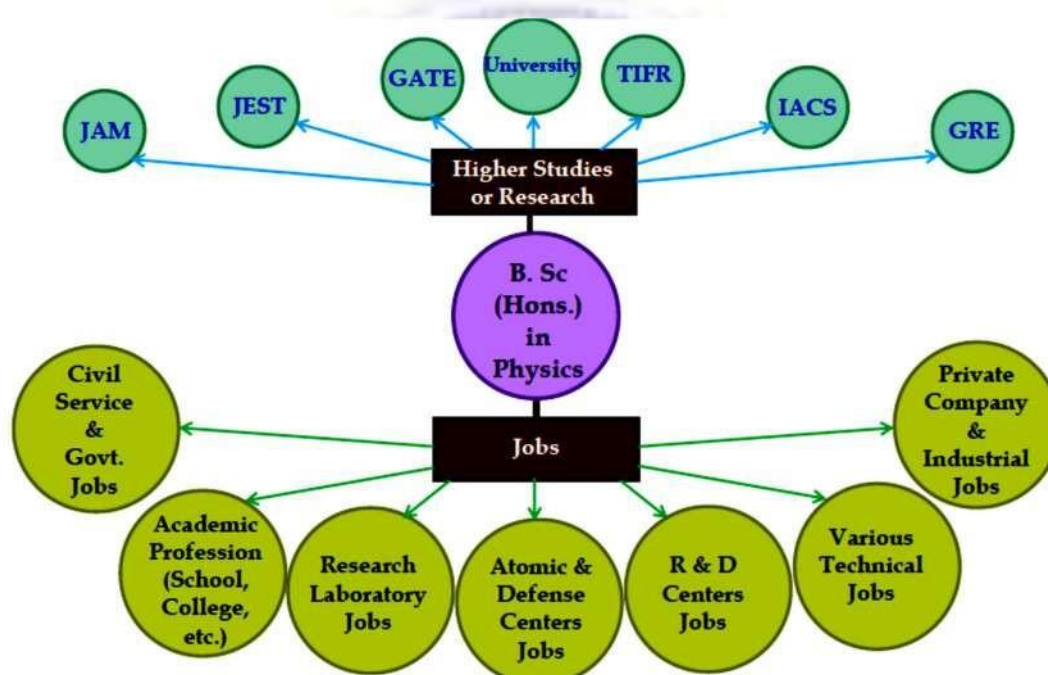 JAM
JEST
GATE
University
TIFR
IACS
GRE
Higher Studies
or Research
B. Sc
(Hons.)
in
Physics
Jobs
Civil
Service
&
Govt.
Jobs
Academic
Profession
(School,
College,
etc.)
Research
Laboratory
Jobs
Atomic &
Defense
Centers
Jobs
R & D
Centers
Jobs
Various
Technical
Jobs
Private
Company
&
Industrial
Jobs